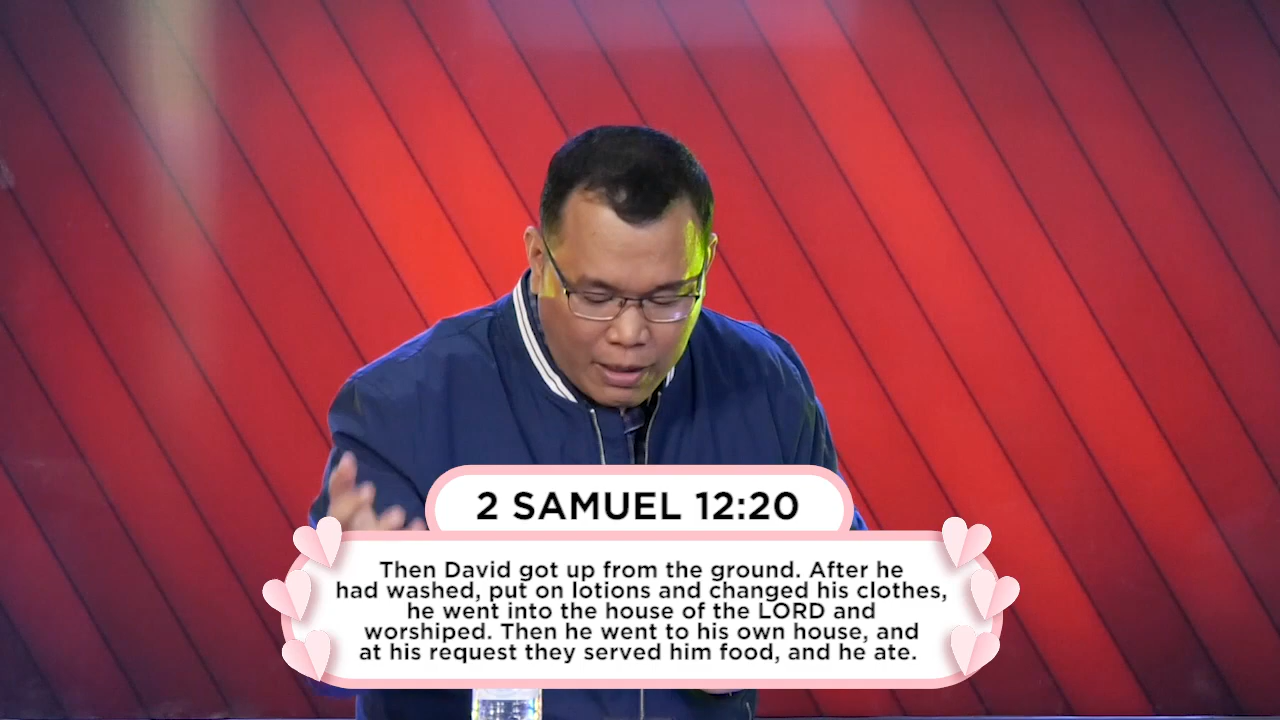 2 SAMUEL 12:20
Then David got up from the ground. After he
had washed, put on lotions and changed his clothes,
he went into the house of the LORD and
worshiped. Then he went to his own house, and
at his request they served him food, and he ate.